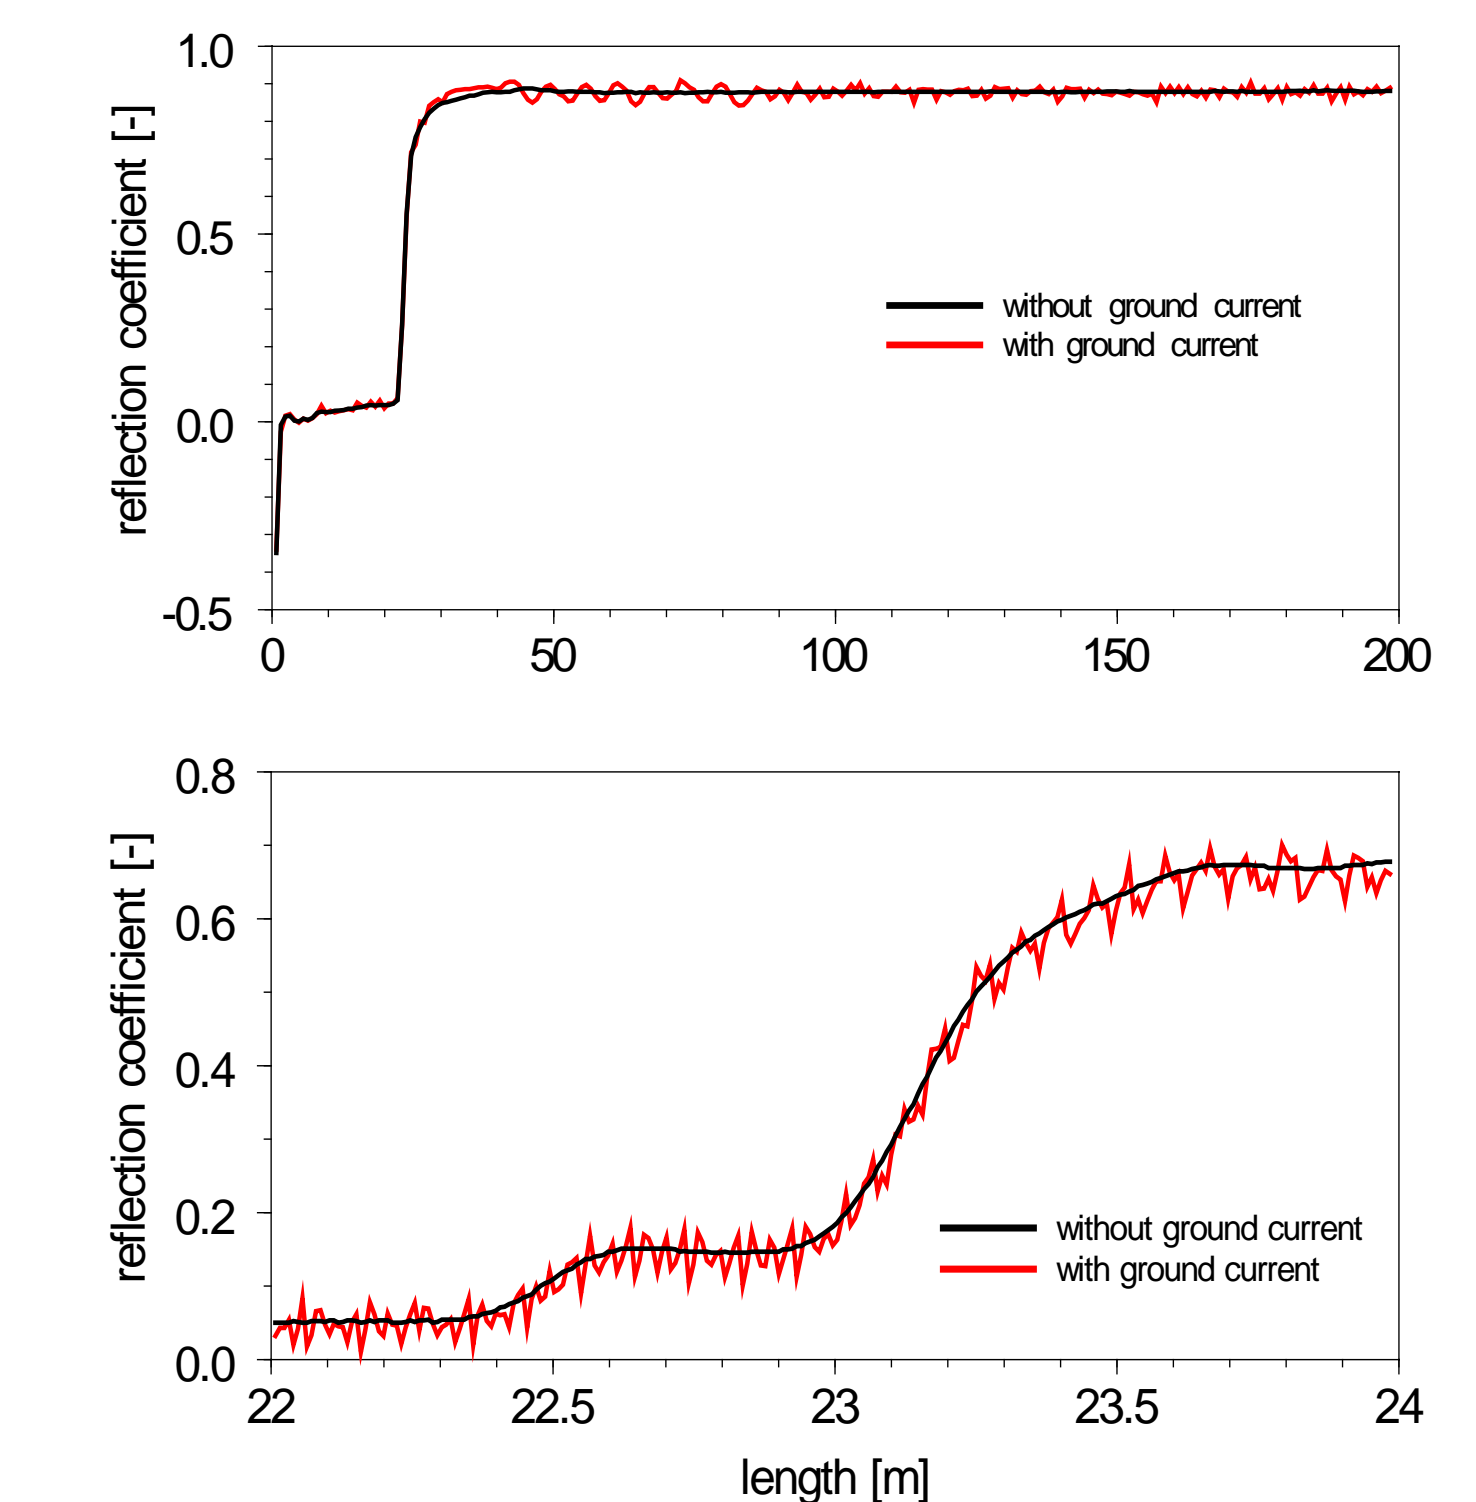 reflection coefficient [-]
1.0
0.5
0.0
-0.5
without ground current
with ground current
0
50
100
150
200
reflection coefficient [-]
0.8
0.6
0.4
0.2
0.0
without ground current
with ground current
22
22.5
23
23.5
24
length [m]